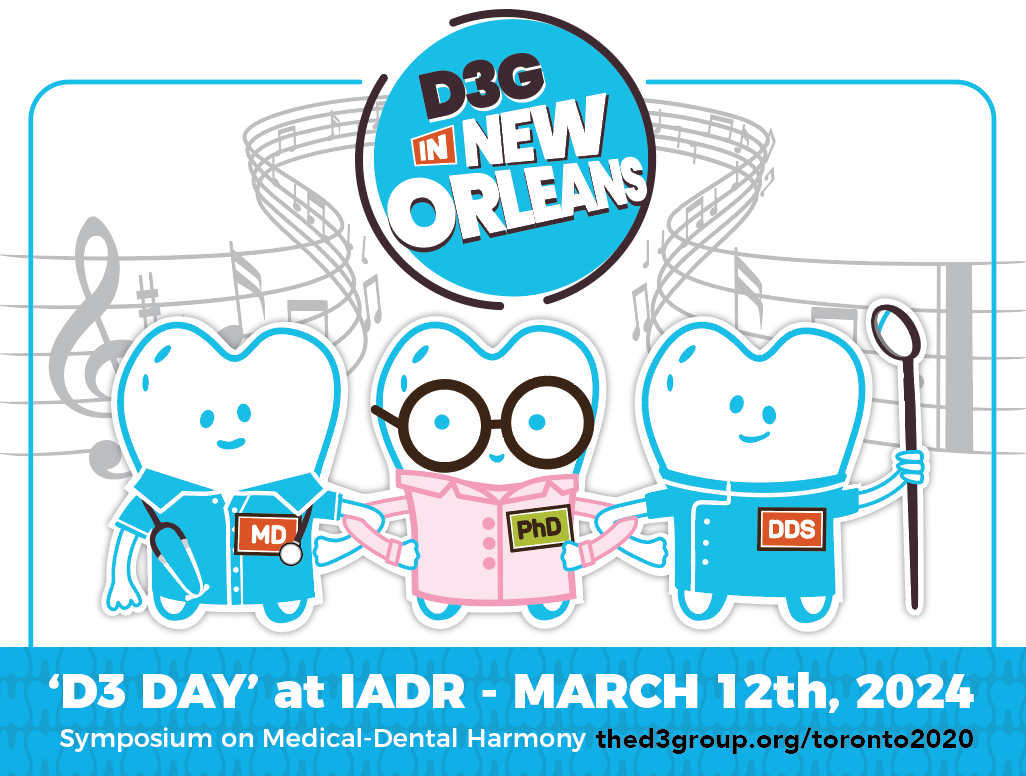 D3G
IN NEW
ORLEANS
MD
PhD
DDS
‘D3 DAY’ at IADR - MARCH 12th, 2024
Symposium on Medical-Dental Harmony thed3group.org/toronto2020